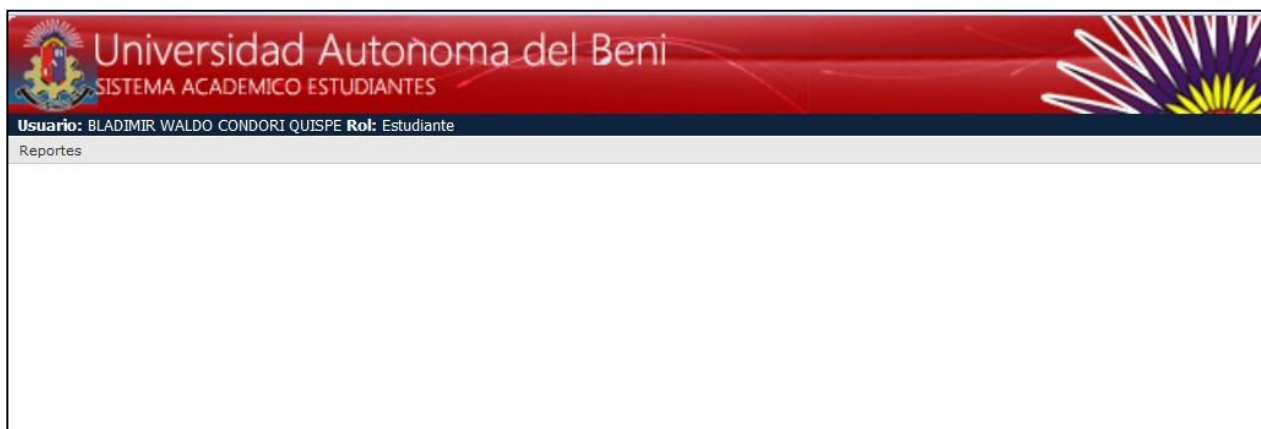 Universidad Autonoma del Beni
SISTEMA ACADEMICO ESTUDIANTES
Usuario: BLADIMIR WALDO CONDORI QUISPE Rol: Estudiante
Reportes